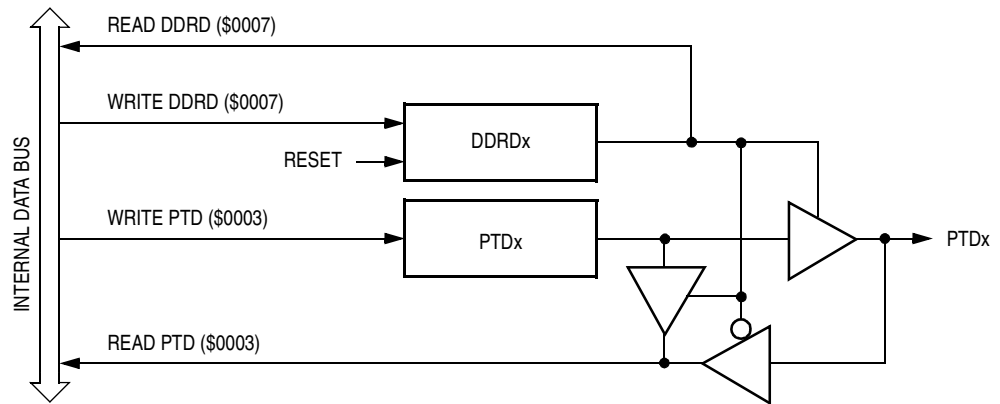 READ DDRD ($0007)
WRITE DDRD ($0007)
DDRDx
RESET
INTERNAL DATA BUS
WRITE PTD ($0003)
PTDx
PTDx
READ PTD ($0003)